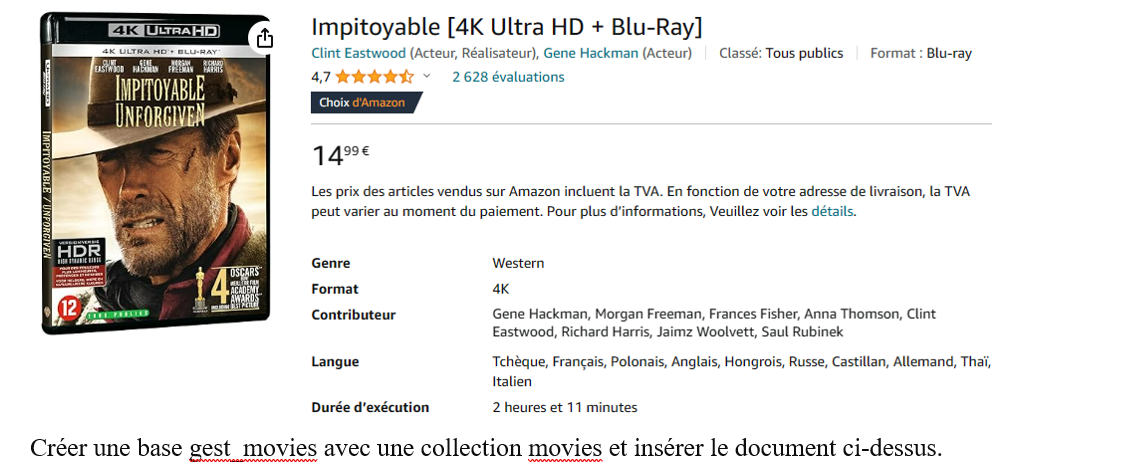 4K ULTRA HD
4K ULTRA HD + BLU-RAY
CLINT EASTWOOD GENE HACKMAN MORGAN FREEMAN RICHARD HARRIS
IMPITOYABLE
UNFORGIVEN
IMPITOYABLE / UNFORGIVEN
HDR
HIGH DYNAMIC RANGE
4 OSCARS
ACADEMY
AWARDS
BEST PICTURE
12
TOUS PUBLICS
Impitoyable [4K Ultra HD + Blu-Ray]
Clint Eastwood (Acteur, Réalisateur), Gene Hackman (Acteur) Classé: Tous publics Format : Blu-ray
4,7 2 628 évaluations
Choix d'Amazon
14,99 €
Les prix des articles vendus sur Amazon incluent la TVA. En fonction de votre adresse de livraison, la TVA
peut varier au moment du paiement. Pour plus d'informations, Veuillez voir les détails.
Genre Western
Format 4K
Contributeur Gene Hackman, Morgan Freeman, Frances Fisher, Anna Thomson, Clint
Eastwood, Richard Harris, Jaimz Woolvett, Saul Rubinek
Langue Tchèque, Français, Polonais, Anglais, Hongrois, Russe, Castillan, Allemand, Thaï,
Italien
Durée d'exécution 2 heures et 11 minutes
Créer une base gest_movies avec une collection movies et insérer le document ci-dessus.